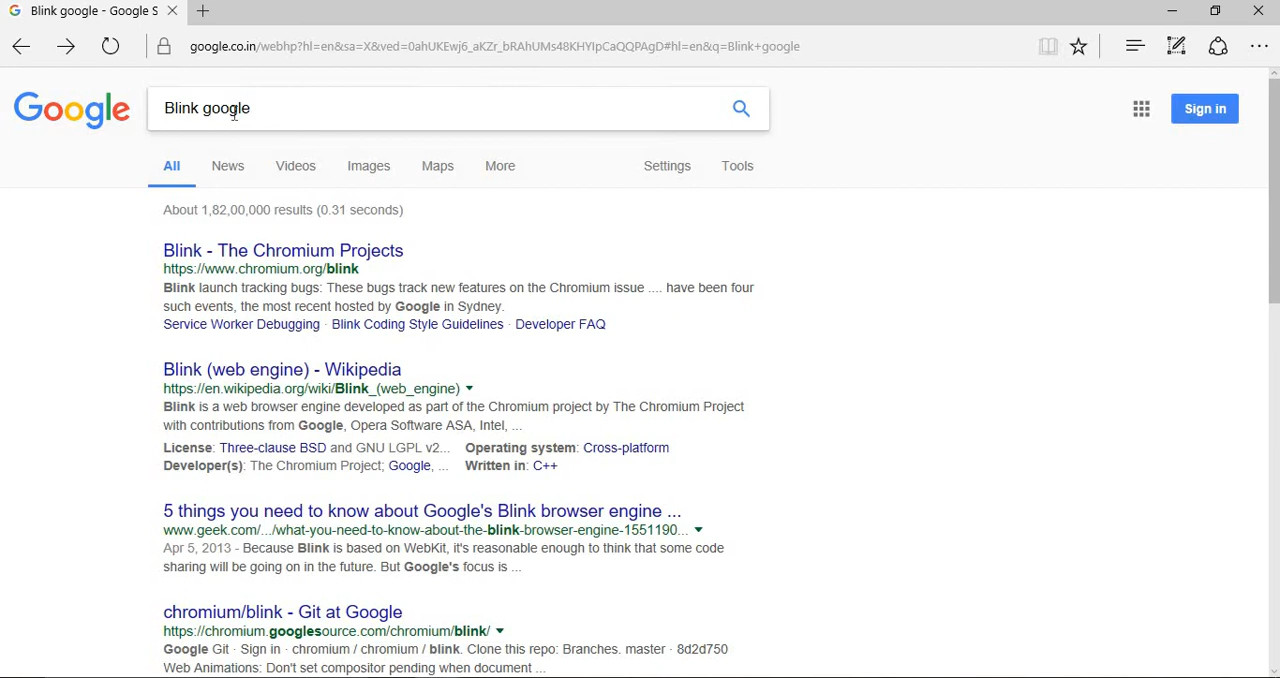 Blink google - Google S
google.co.in/webhp?hl=en&sa=X&ved=0ahUKEwj6_aKZr_bRAhUMs48KHYIpCaQQPAgD#hl=en&q=Blink+google
Google Blink google Sign in
All News Videos Images Maps More Settings Tools
About 1,82,00,000 results (0.31 seconds)
Blink - The Chromium Projects
https://www.chromium.org/blink
Blink launch tracking bugs: These bugs track new features on the Chromium issue .... have been four
such events, the most recent hosted by Google in Sydney.
Service Worker Debugging · Blink Coding Style Guidelines · Developer FAQ
Blink (web engine) - Wikipedia
https://en.wikipedia.org/wiki/Blink_(web_engine)
Blink is a web browser engine developed as part of the Chromium project by The Chromium Project
with contributions from Google, Opera Software ASA, Intel, ...
License: Three-clause BSD and GNU LGPL v2... Operating system: Cross-platform
Developer(s): The Chromium Project; Google, ... Written in: C++
5 things you need to know about Google's Blink browser engine ...
www.geek.com/.../what-you-need-to-know-about-the-blink-browser-engine-1551190...
Apr 5, 2013 - Because Blink is based on WebKit, it's reasonable enough to think that some code
sharing will be going on in the future. But Google's focus is ...
chromium/blink - Git at Google
https://chromium.googlesource.com/chromium/blink/
Google Git · Sign in · chromium / chromium / blink. Clone this repo: Branches. master · 8d2d750
Web Animations: Don't set compositor pending when document ...